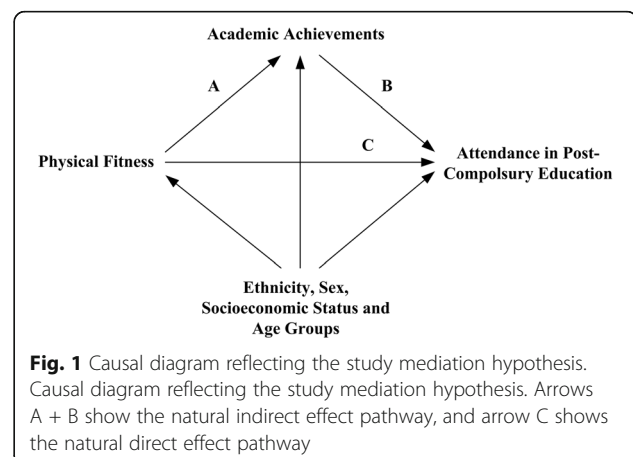 Academic Achievements
A
B
C
Physical Fitness
Attendance in Post-
Compolsury Education
Ethnicity, Sex,
Socioeconomic Status and
Age Groups
Fig. 1 Causal diagram reflecting the study mediation hypothesis.
Causal diagram reflecting the study mediation hypothesis. Arrows
A + B show the natural indirect effect pathway, and arrow C shows
the natural direct effect pathway